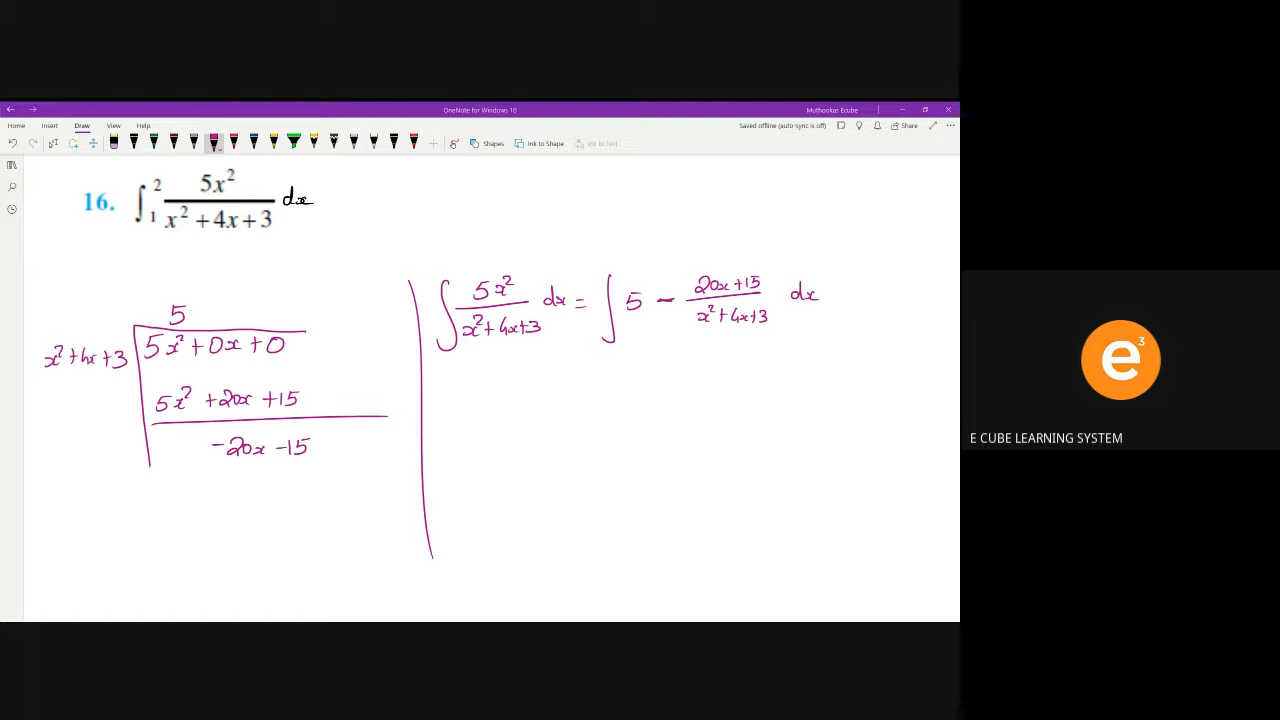 OneNote for Windows 10
Muthookas Ecube
Home Insert Draw View Help
Saved offline (auto-sync is off)
Share
Shapes
Ink to Shape
Ink to Text
16. ∫₁² 5x² / (x² + 4x + 3) dx
5
x² + 4x + 3
5x² + 0x + 0
5x² + 20x + 15
-20x - 15
∫ 5x² / (x² + 4x + 3) dx = ∫ 5 - (20x + 15) / (x² + 4x + 3) dx
e³
E CUBE LEARNING SYSTEM